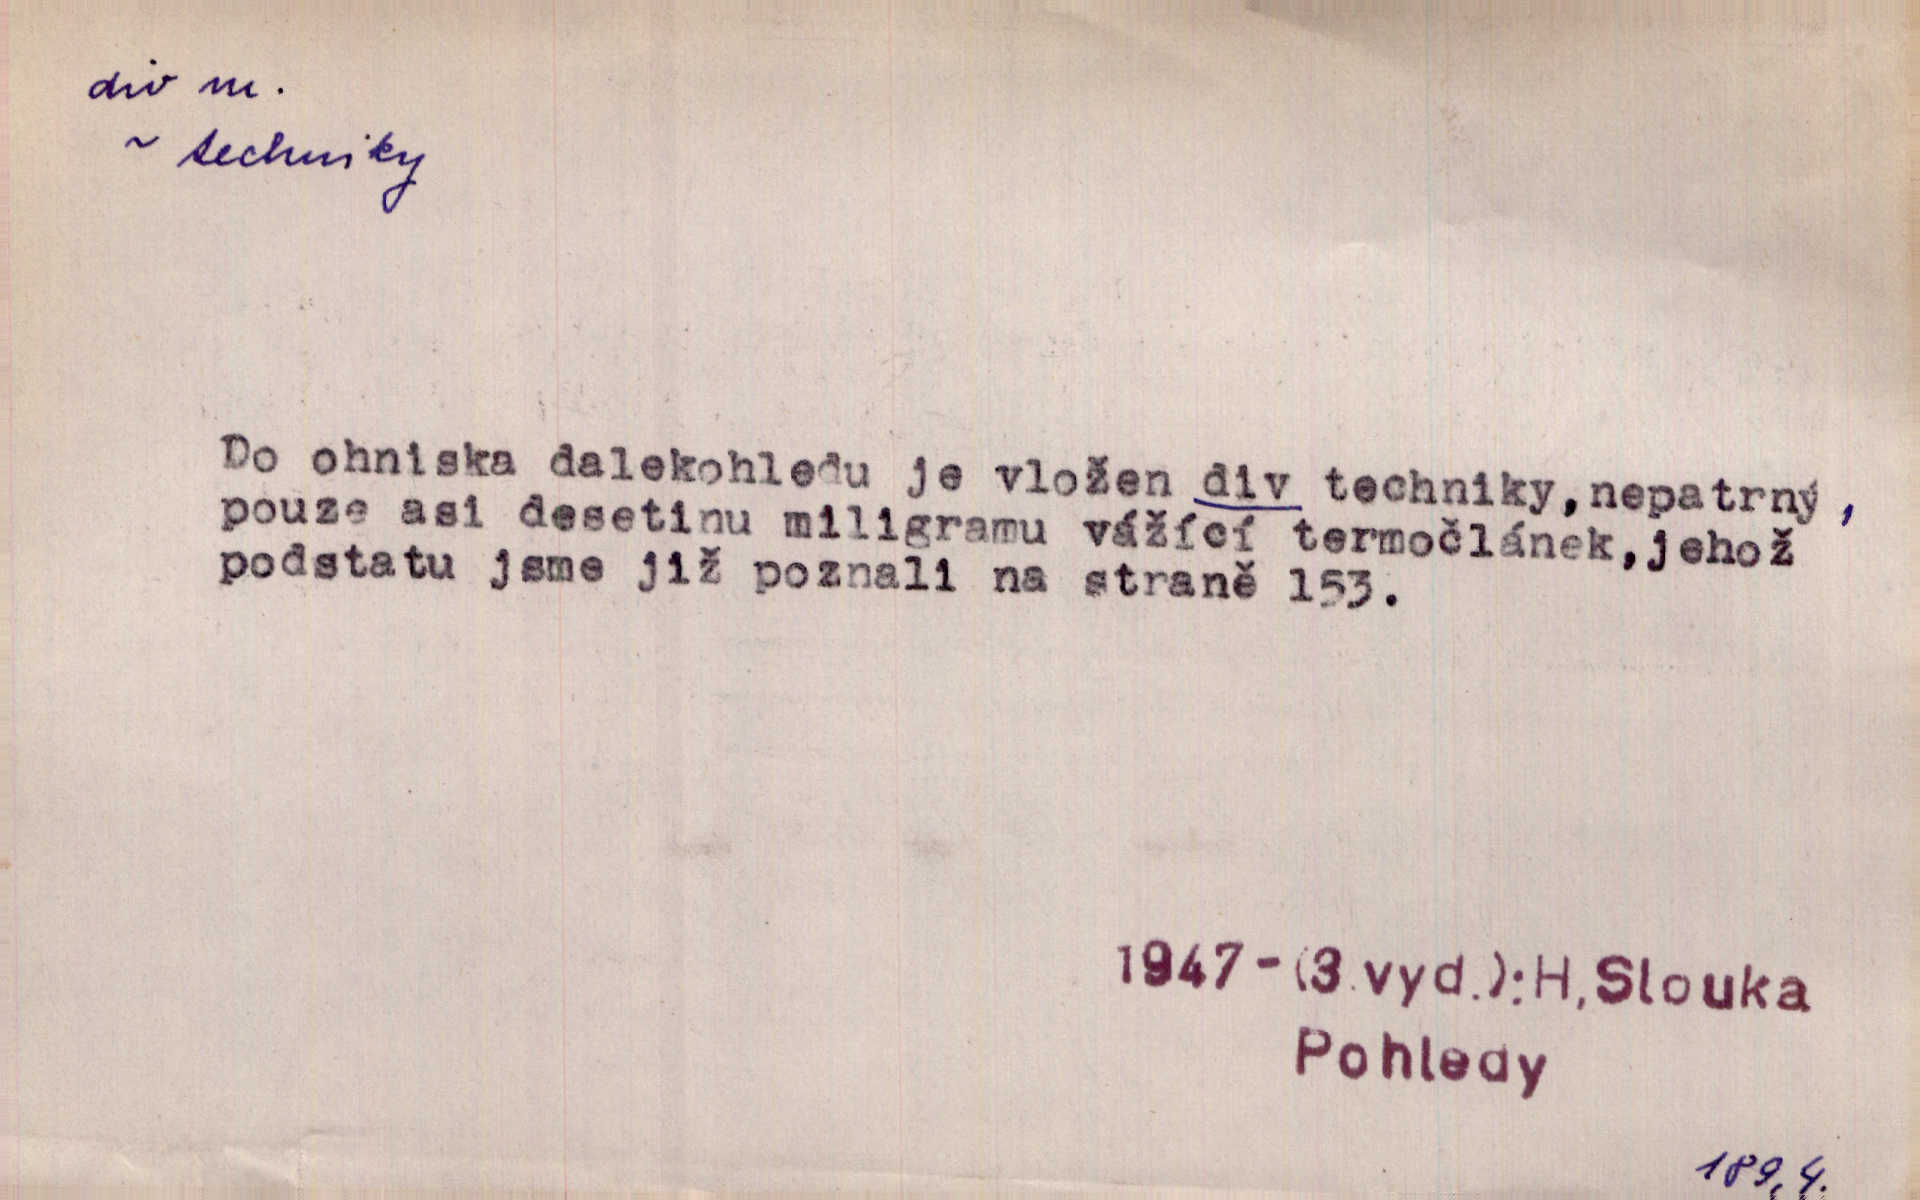 div m.
~ techniky
Do ohniska dalekohledu je vložen div techniky,nepatrný,
pouze asi desetinu miligramu vážící termočlánek,jehož
podstatu jsme již poznali na straně 153.
1947-(3.vyd.):H.Slouka
Pohledy
189,4.